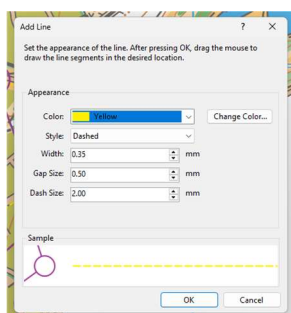 Add Line ? ×
Set the appearance of the line. After pressing OK, drag the mouse to
draw the line segments in the desired location.
Appearance
Color: Yellow Change Color...
Style: Dashed
Width: 0.35 mm
Gap Size: 0.50 mm
Dash Size: 2.00 mm
Sample
OK Cancel